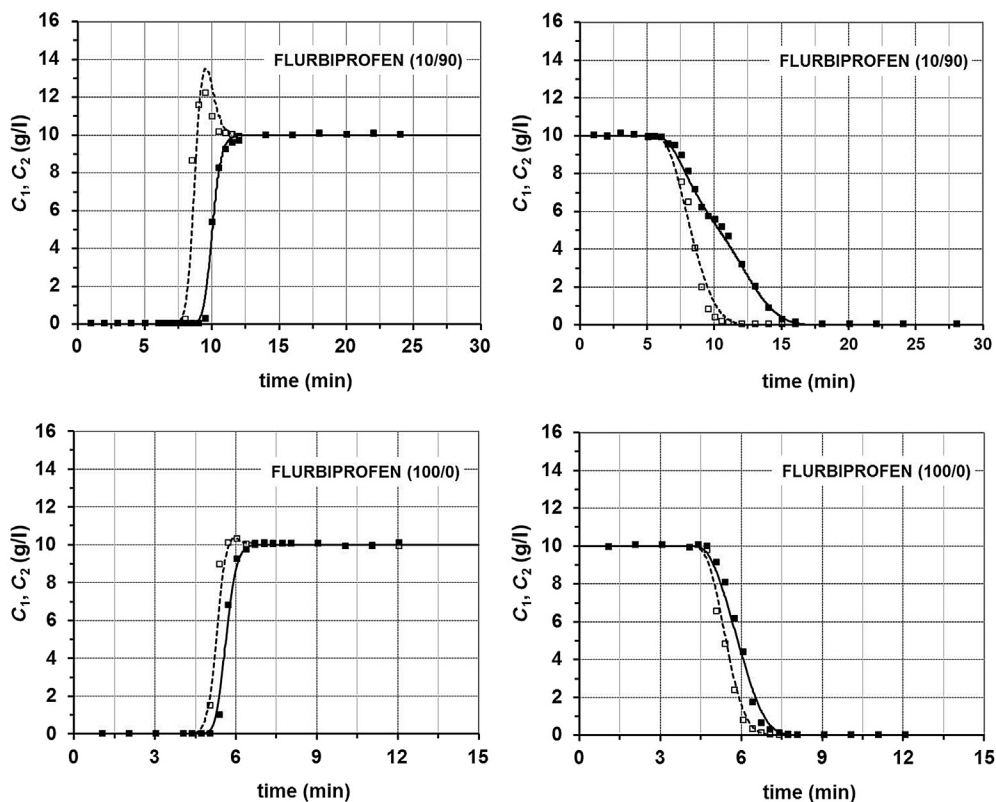 16
14
12
10
8
6
4
2
0
C1, C2 (g/l)
FLURBIPROFEN (10/90)
0 5 10 15 20 25 30
time (min)
16
14
12
10
8
6
4
2
0
C1, C2 (g/l)
FLURBIPROFEN (10/90)
0 5 10 15 20 25 30
time (min)
16
14
12
10
8
6
4
2
0
C1, C2 (g/l)
FLURBIPROFEN (100/0)
0 3 6 9 12 15
time (min)
16
14
12
10
8
6
4
2
0
C1, C2 (g/l)
FLURBIPROFEN (100/0)
0 3 6 9 12 15
time (min)